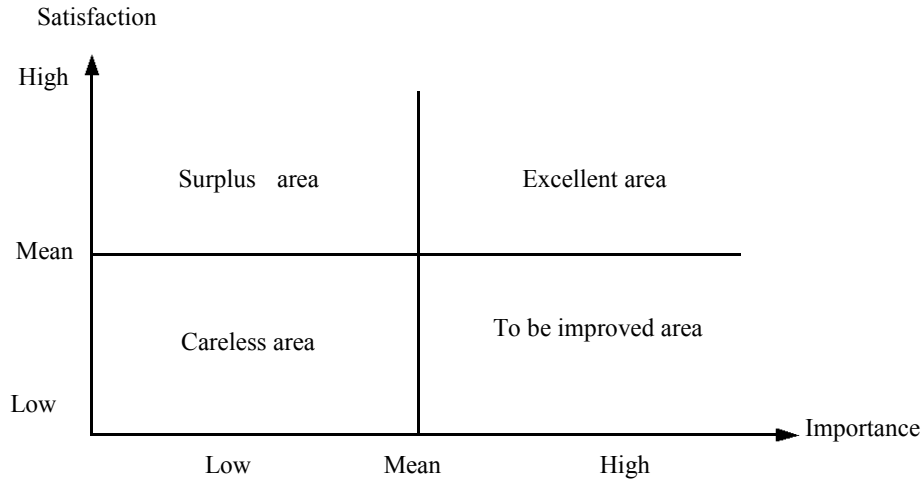 Satisfaction
High
Surplus area
Excellent area
Mean
To be improved area
Careless area
Low
Importance
Low
Mean
High